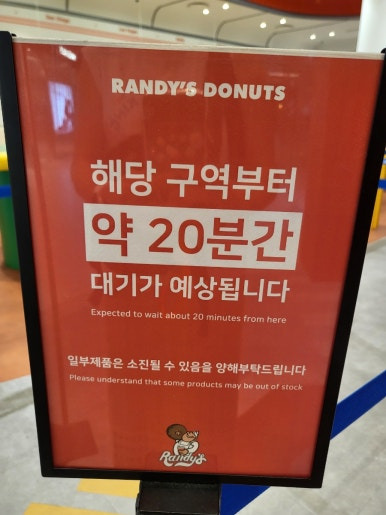 RANDY'S DONUTS
해당 구역부터
약 20분간
대기가 예상됩니다
Expected to wait about 20 minutes from here
일부제품은 소진될 수 있음을 양해부탁드립니다
Please understand that some products may be out of stock
Randy's